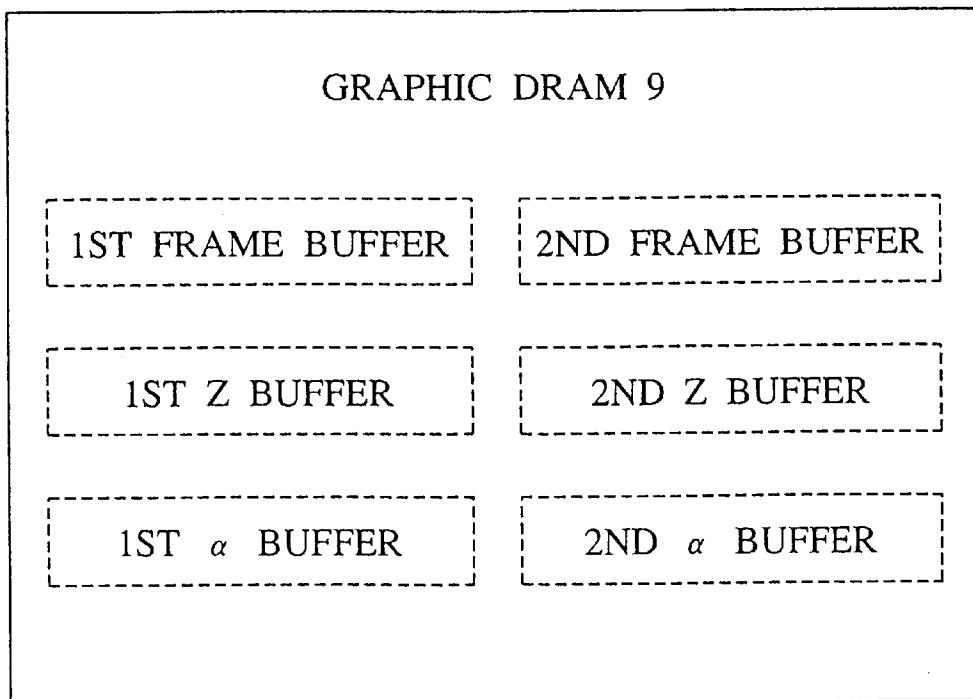 GRAPHIC DRAM 9
1ST FRAME BUFFER 2ND FRAME BUFFER
1ST Z BUFFER 2ND Z BUFFER
1ST α BUFFER 2ND α BUFFER